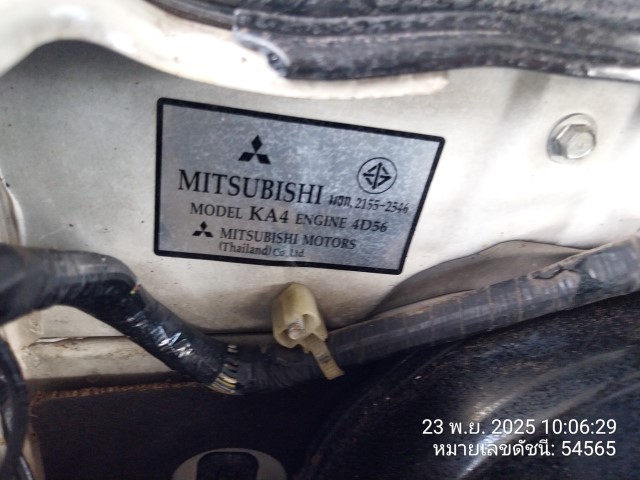 MITSUBISHI มอก. 2155-2546
MODEL KA4 ENGINE 4D56
MITSUBISHI MOTORS
(Thailand) Co., Ltd.
23 พ.ย. 2025 10:06:29
หมายเลขดัชนี: 54565